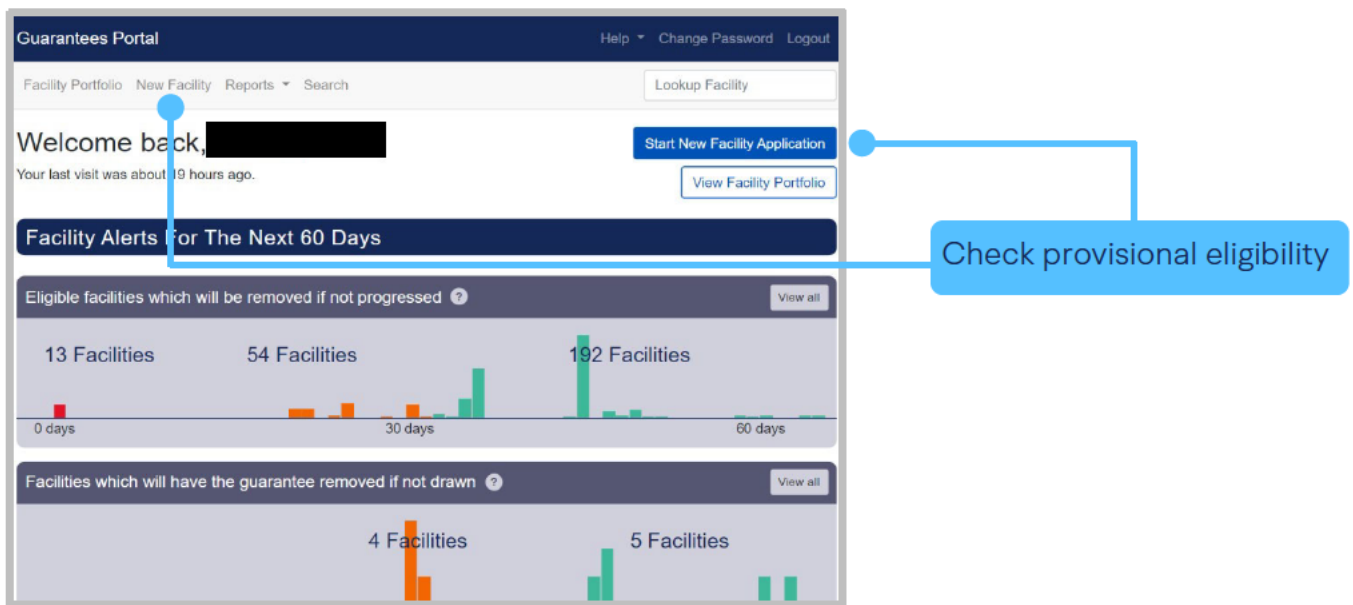 Guarantees Portal Help Change Password Logout
Facility Portfolio New Facility Reports Search Lookup Facility
Welcome back,
Start New Facility Application
Your last visit was about 19 hours ago.
View Facility Portfolio
Check provisional eligibility
Facility Alerts For The Next 60 Days
Eligible facilities which will be removed if not progressed ? View all
13 Facilities 54 Facilities 192 Facilities
0 days 30 days 60 days
Facilities which will have the guarantee removed if not drawn ? View all
4 Facilities 5 Facilities